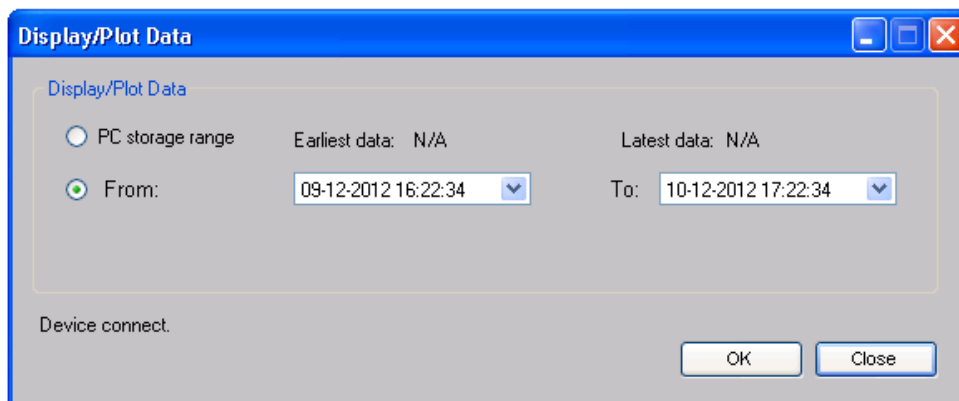 Display/Plot Data
Display/Plot Data
PC storage range Earliest data: N/A Latest data: N/A
From: 09-12-2012 16:22:34 To: 10-12-2012 17:22:34
Device connect.
OK Close